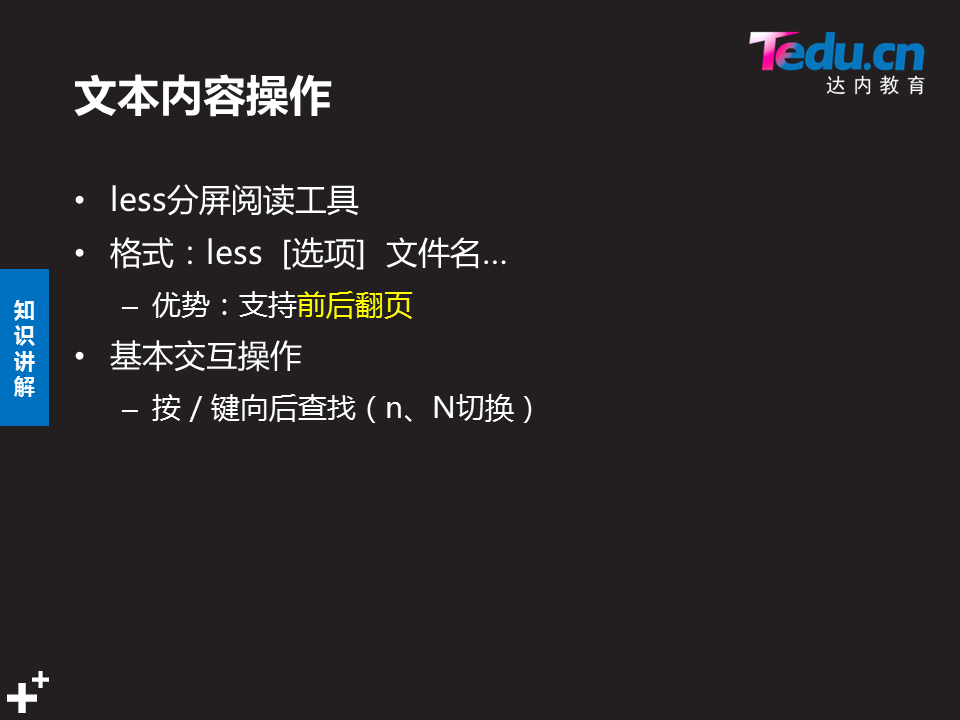 Tedu.cn
达内教育
文本内容操作
• less分屏阅读工具
• 格式：less [选项] 文件名…
– 优势：支持前后翻页
• 基本交互操作
– 按 / 键向后查找（n、N切换）
知识讲解